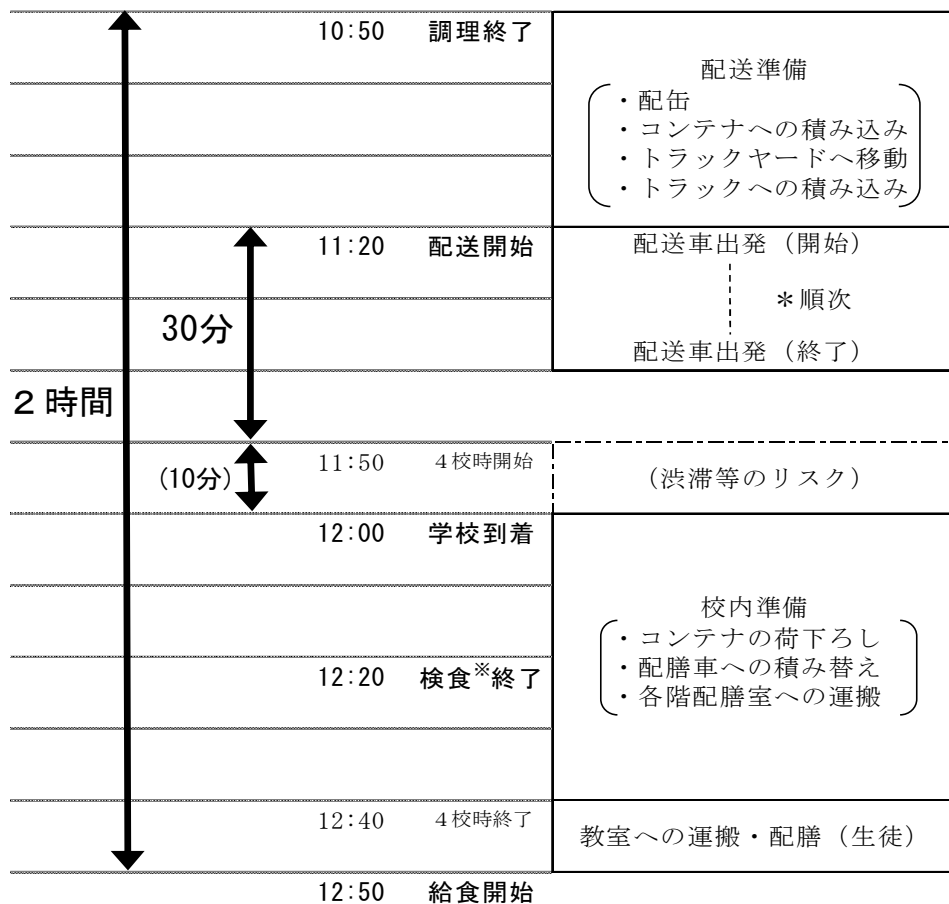 10:50 調理終了
配送準備
・配缶
・コンテナへの積み込み
・トラックヤードへ移動
・トラックへの積み込み
11:20 配送開始
配送車出発（開始）
＊順次
配送車出発（終了）
30分
２時間
(10分)
11:50 ４校時開始
（渋滞等のリスク）
12:00 学校到着
校内準備
・コンテナの荷下ろし
・配膳車への積み替え
・各階配膳室への運搬
12:20 検食※終了
12:40 ４校時終了
教室への運搬・配膳（生徒）
12:50 給食開始